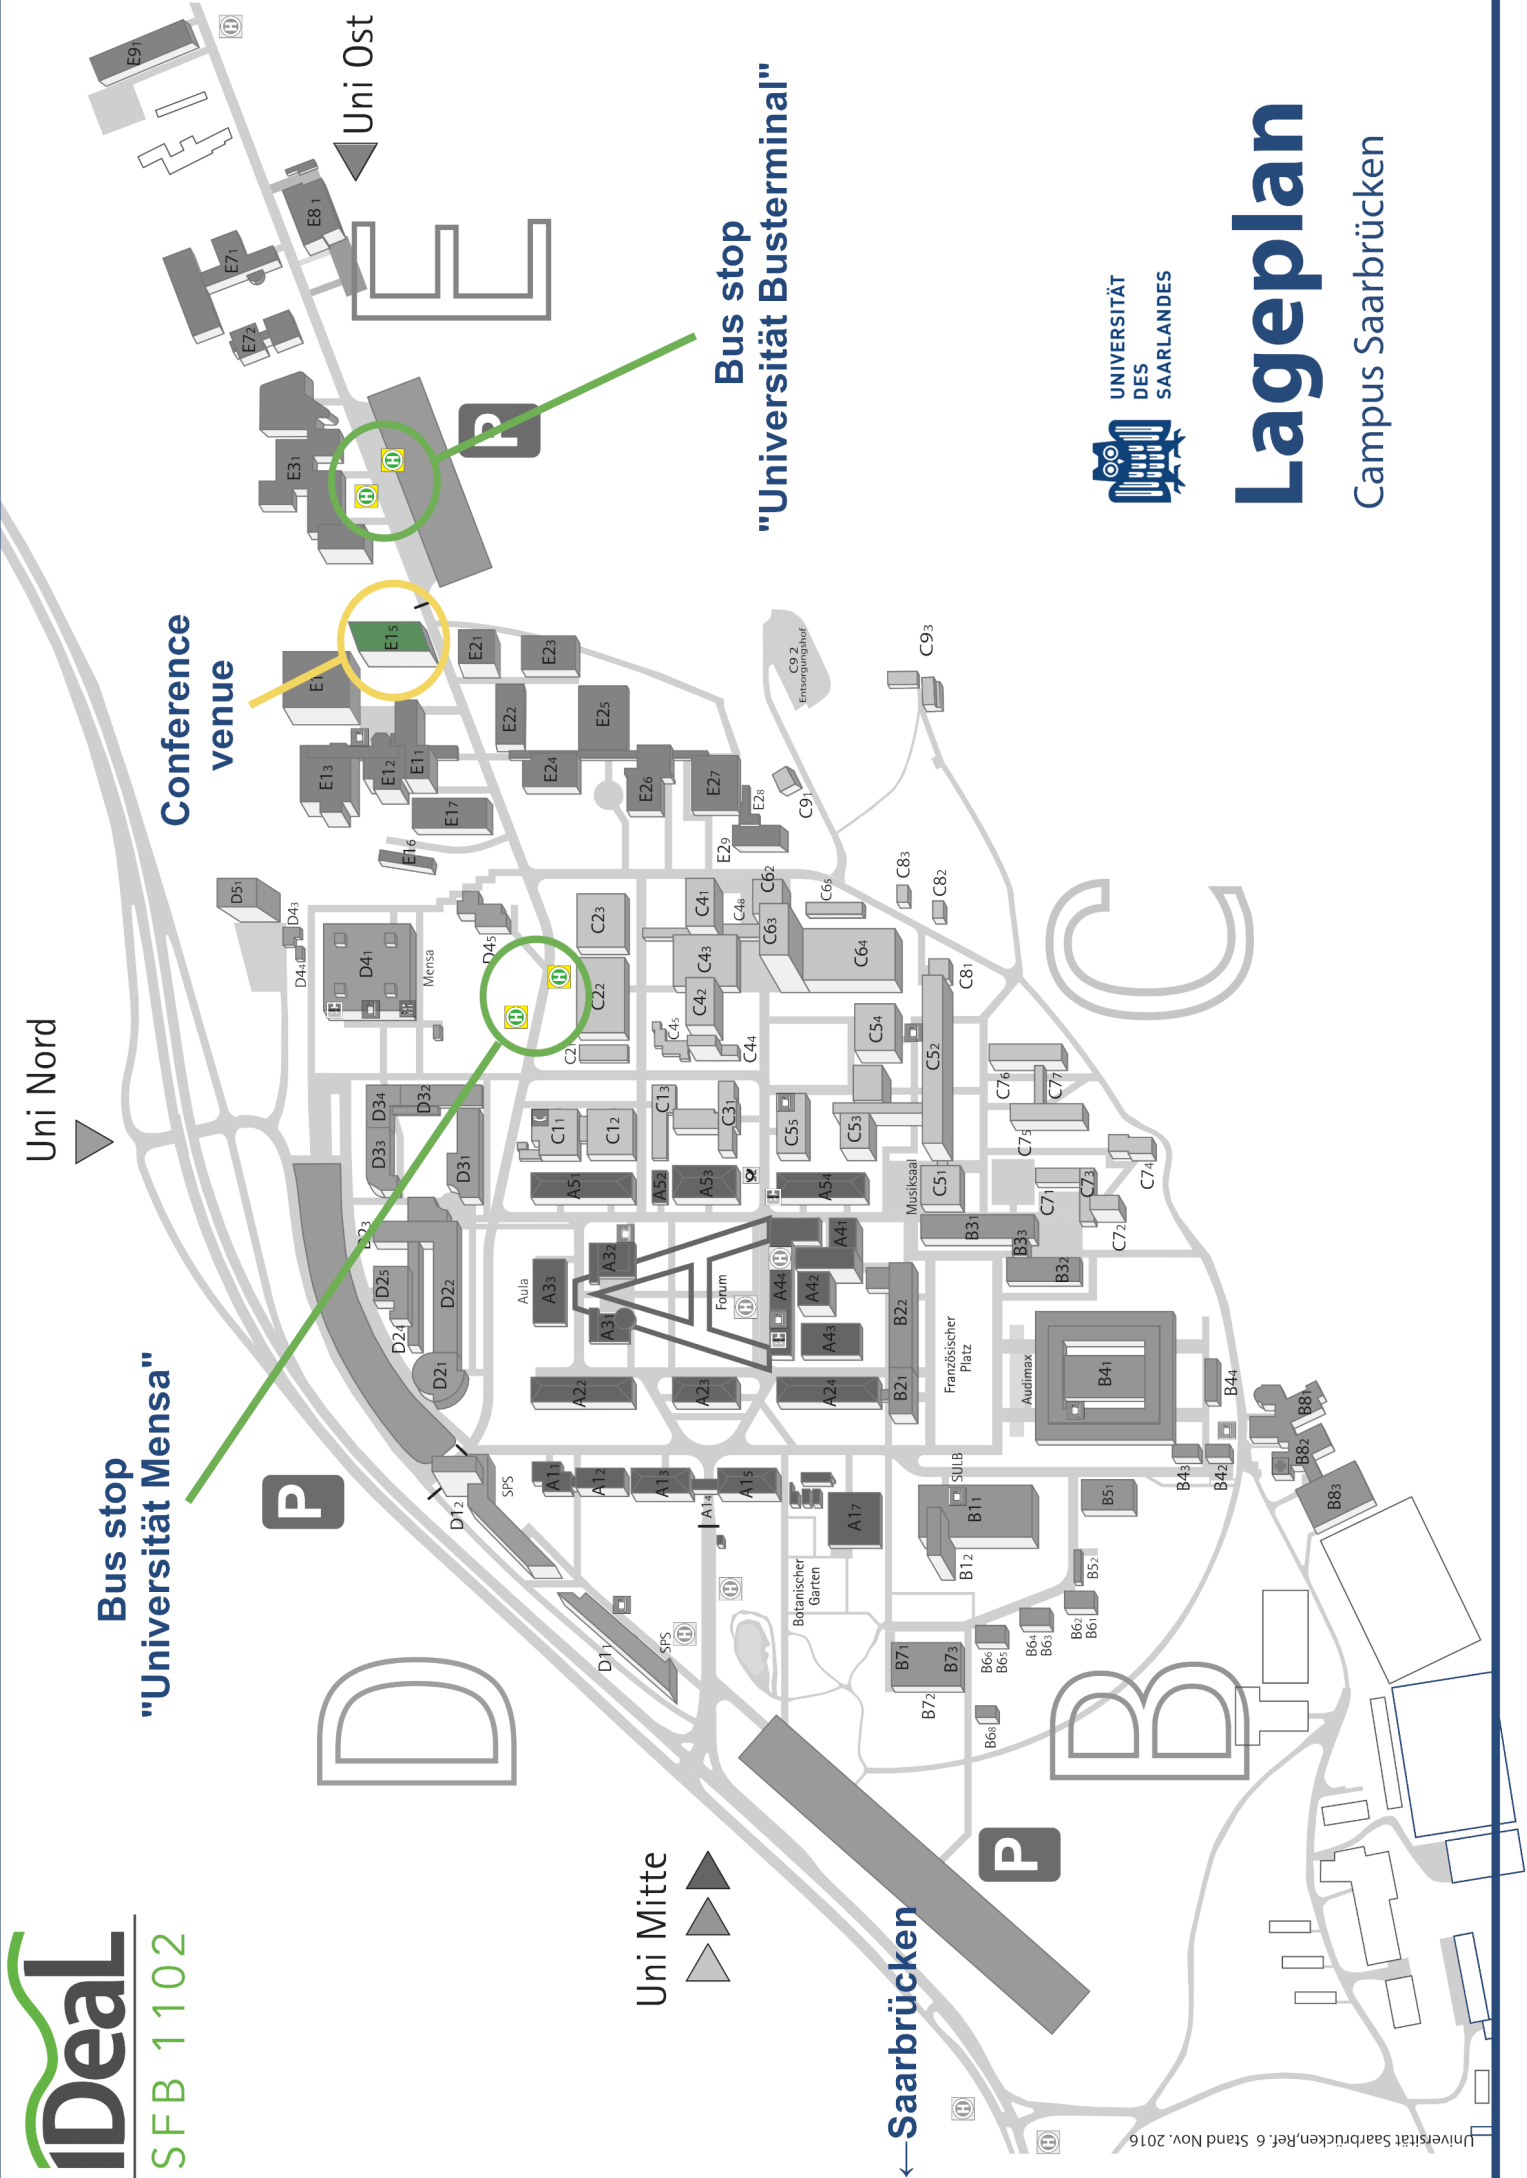 iDeaL
SFB 1102
Uni Nord
Bus stop
"Universität Mensa"
Conference
venue
Uni Ost
Bus stop
"Universität Busterminal"
Uni Mitte
←Saarbrücken
UNIVERSITÄT
DES
SAARLANDES
Lageplan
Campus Saarbrücken
D
E
A
B
C
P
P
P
P
E91
E81
E71
E72
E31
E15
E1
E13
E12
E11
E17
E16
E21
E23
E22
E25
E24
E26
E27
E28
E29
D51
D43
D44
D41
Mensa
D45
D34
D32
D33
D31
D23
D25
D22
D24
D21
D12
SPS
D11
SPS
C23
C22
C21
C11
C12
C13
C31
C41
C48
C43
C42
C45
C44
C62
C65
C63
C64
C54
C52
C55
C53
C51
Musiksaal
C83
C82
C81
C91
C92
Entsorgungshof
C93
C76
C77
C75
C74
C73
C71
C72
A51
A52
A53
A54
Aula
A33
A32
A31
Forum
A41
A42
A44
A43
A22
A23
A24
A11
A12
A13
A14
A15
A17
Botanischer
Garten
B31
B33
B32
B22
B21
Französischer
Platz
Audimax
B41
B44
B43
B42
B81
B82
B83
SULB
B11
B12
B51
B52
B62
B61
B64
B63
B66
B65
B68
B71
B73
B72
H
H
H
H
H
H
H
H
H
H
H
Universität Saarbrücken,Ref. 6 Stand Nov. 2016